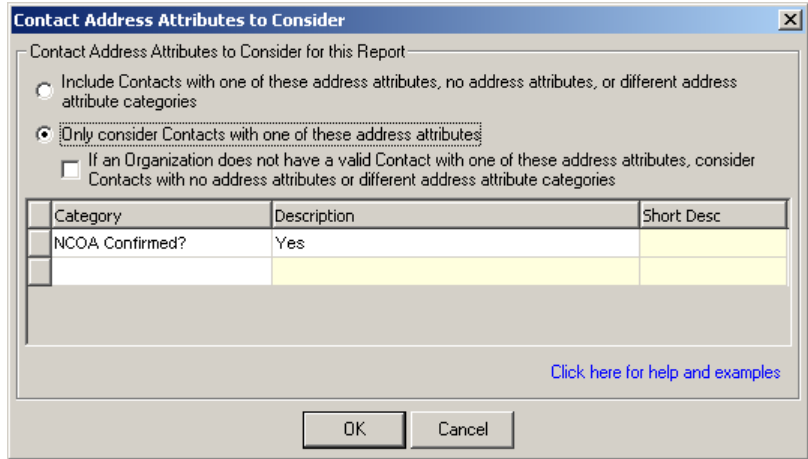 Contact Address Attributes to Consider
Contact Address Attributes to Consider for this Report
Include Contacts with one of these address attributes, no address attributes, or different address
attribute categories
Only consider Contacts with one of these address attributes
If an Organization does not have a valid Contact with one of these address attributes, consider
Contacts with no address attributes or different address attribute categories
Category Description Short Desc
NCOA Confirmed? Yes
Click here for help and examples
OK Cancel